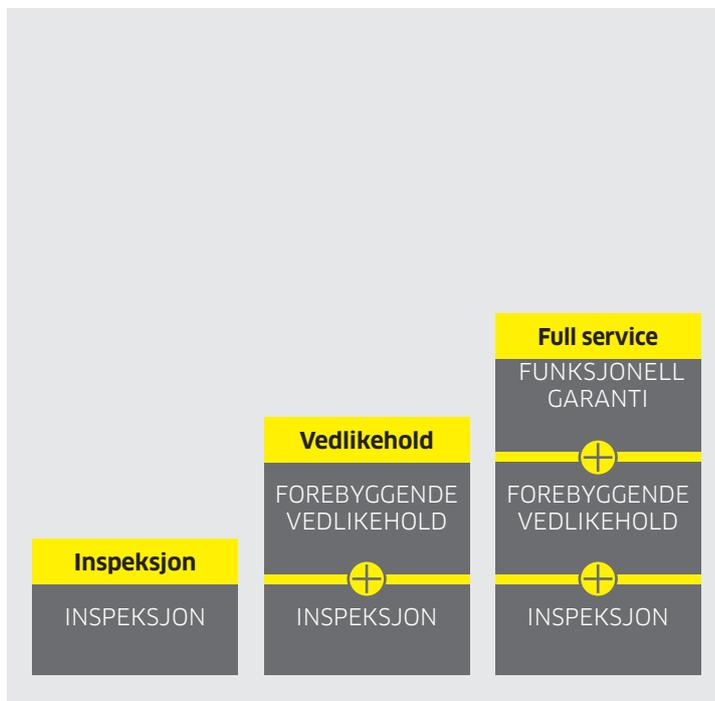 Inspeksjon
INSPEKSJON
Vedlikehold
FOREBYGGENDE
VEDLIKEHOLD
INSPEKSJON
Full service
FUNKSJONELL
GARANTI
FOREBYGGENDE
VEDLIKEHOLD
INSPEKSJON